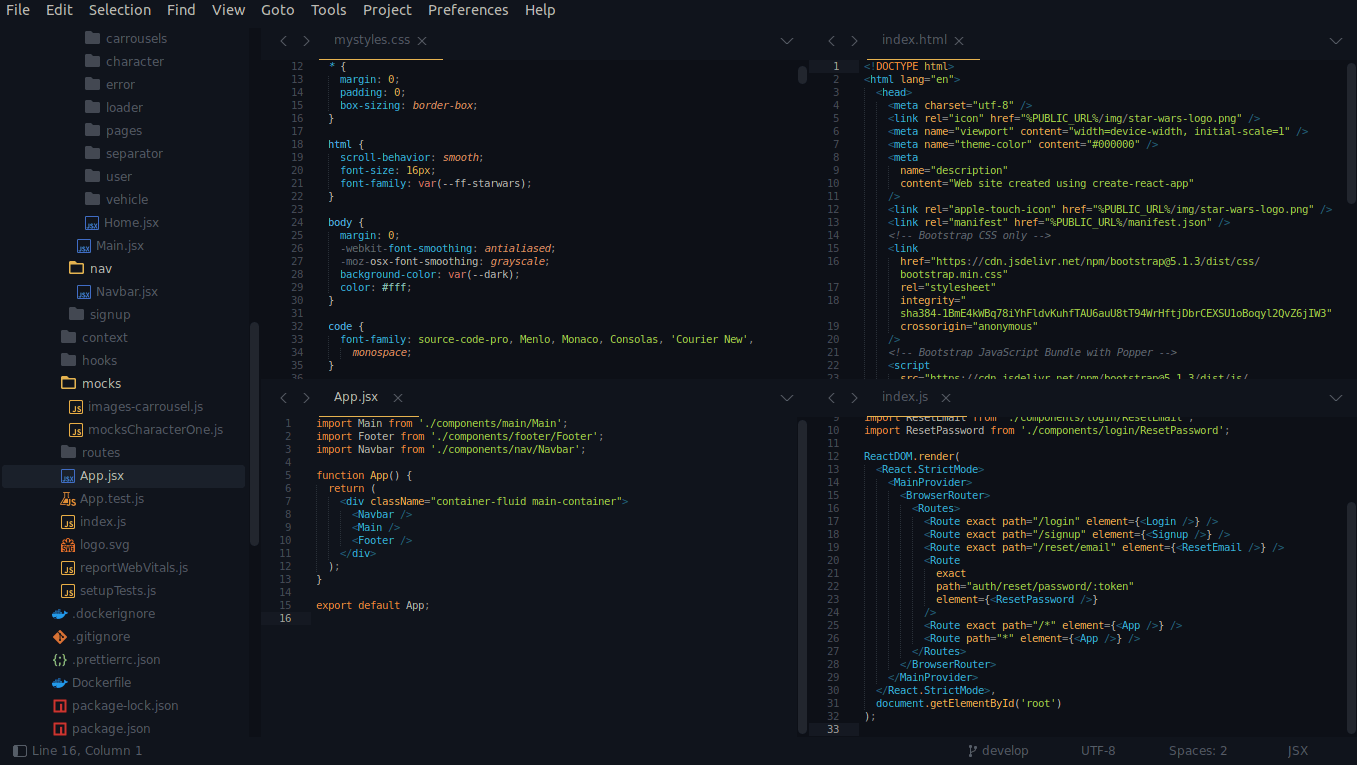 File Edit Selection Find View Goto Tools Project Preferences Help
carrousels
character
error
loader
pages
separator
user
vehicle
Home.jsx
Main.jsx
nav
Navbar.jsx
signup
context
hooks
mocks
images-carrousel.js
mocksCharacterOne.js
routes
App.jsx
App.test.js
index.js
logo.svg
reportWebVitals.js
setupTests.js
.dockerignore
.gitignore
.prettierrc.json
Dockerfile
package-lock.json
package.json
mystyles.css
12 * {
13 margin: 0;
14 padding: 0;
15 box-sizing: border-box;
16 }
17
18 html {
19 scroll-behavior: smooth;
20 font-size: 16px;
21 font-family: var(--ff-starwars);
22 }
23
24 body {
25 margin: 0;
26 -webkit-font-smoothing: antialiased;
27 -moz-osx-font-smoothing: grayscale;
28 background-color: var(--dark);
29 color: #fff;
30 }
31
32 code {
33 font-family: source-code-pro, Menlo, Monaco, Consolas, 'Courier New',
34 monospace;
35 }
36
index.html
1 <!DOCTYPE html>
2 <html lang="en">
3 <head>
4 <meta charset="utf-8" />
5 <link rel="icon" href="%PUBLIC_URL%/img/star-wars-logo.png" />
6 <meta name="viewport" content="width=device-width, initial-scale=1" />
7 <meta name="theme-color" content="#000000" />
8 <meta
9 name="description"
10 content="Web site created using create-react-app"
11 />
12 <link rel="apple-touch-icon" href="%PUBLIC_URL%/img/star-wars-logo.png" />
13 <link rel="manifest" href="%PUBLIC_URL%/manifest.json" />
14 <!-- Bootstrap CSS only -->
15 <link
16 href="https://cdn.jsdelivr.net/npm/bootstrap@5.1.3/dist/css/
bootstrap.min.css"
17 rel="stylesheet"
18 integrity="
sha384-1BmE4kWBq78iYhFldvKuhfTAU6auU8tT94WrHftjDbrCEXSU1oBoqyl2QvZ6jIW3"
19 crossorigin="anonymous"
20 />
21 <!-- Bootstrap JavaScript Bundle with Popper -->
22 <script
23 src="https://cdn.jsdelivr.net/npm/bootstrap@5.1.3/dist/js/
App.jsx
1 import Main from './components/main/Main';
2 import Footer from './components/footer/Footer';
3 import Navbar from './components/nav/Navbar';
4
5 function App() {
6 return (
7 <div className="container-fluid main-container">
8 <Navbar />
9 <Main />
10 <Footer />
11 </div>
12 );
13 }
14
15 export default App;
16
index.js
9 import ResetEmail from './components/login/ResetEmail';
10 import ResetPassword from './components/login/ResetPassword';
11
12 ReactDOM.render(
13 <React.StrictMode>
14 <MainProvider>
15 <BrowserRouter>
16 <Routes>
17 <Route exact path="/login" element={<Login />} />
18 <Route exact path="/signup" element={<Signup />} />
19 <Route exact path="/reset/email" element={<ResetEmail />} />
20 <Route
21 exact
22 path="auth/reset/password/:token"
23 element={<ResetPassword />}
24 />
25 <Route exact path="/*" element={<App />} />
26 <Route path="*" element={<App />} />
27 </Routes>
28 </BrowserRouter>
29 </MainProvider>
30 </React.StrictMode>,
31 document.getElementById('root')
32 );
33
Line 16, Column 1 develop UTF-8 Spaces: 2 JSX